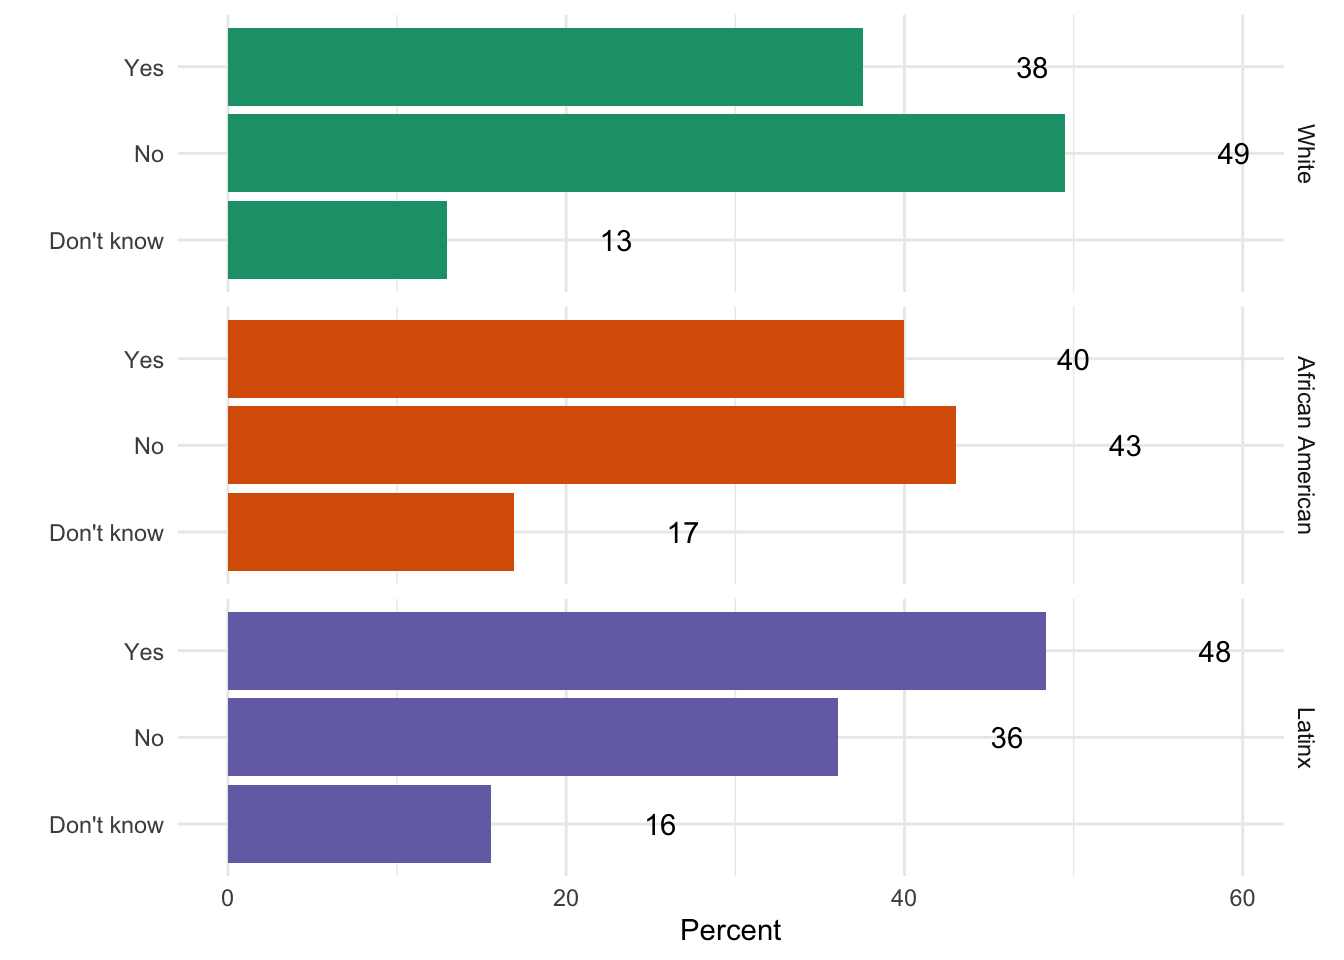 Yes 38
No 49
Don't know 13
White
Yes 40
No 43
Don't know 17
African American
Yes 48
No 36
Don't know 16
Latinx
0 20 40 60
Percent